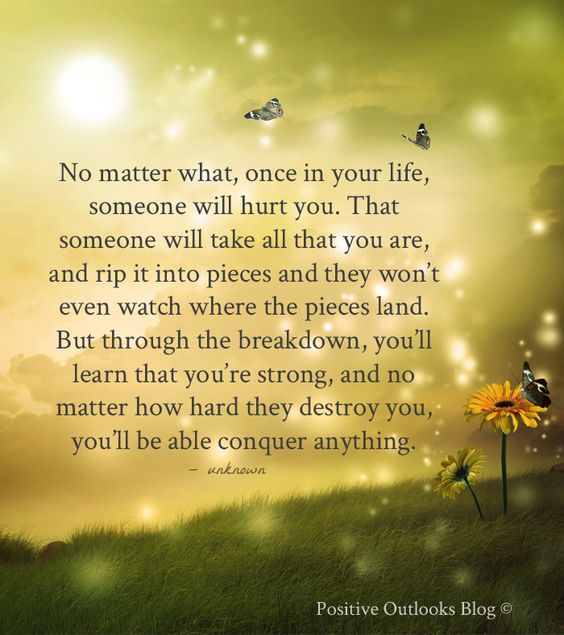 No matter what, once in your life,
someone will hurt you. That
someone will take all that you are,
and rip it into pieces and they won't
even watch where the pieces land.
But through the breakdown, you'll
learn that you're strong, and no
matter how hard they destroy you,
you'll be able conquer anything.
– unknown
Positive Outlooks Blog ©